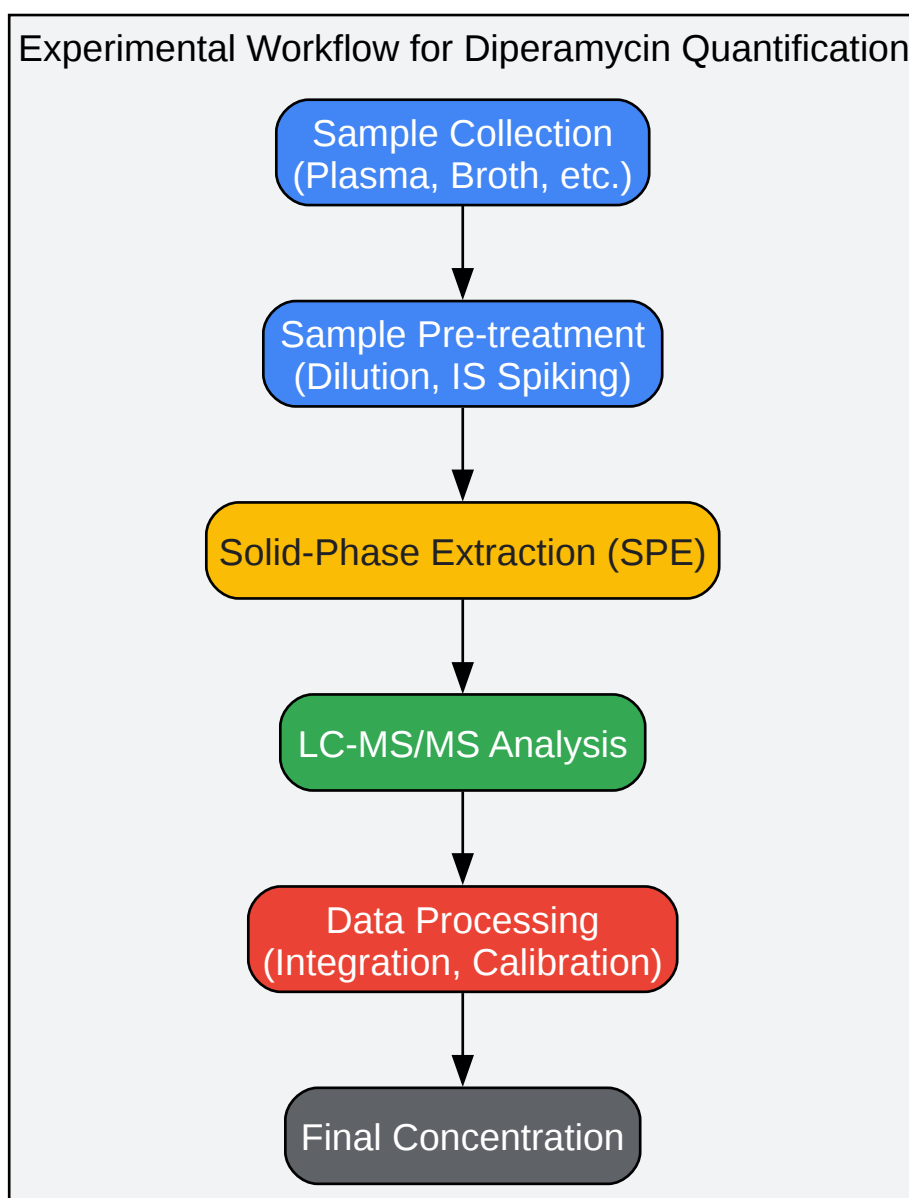 Experimental Workflow for Diperamycin Quantification
Sample Collection
(Plasma, Broth, etc.)
Sample Pre-treatment
(Dilution, IS Spiking)
Solid-Phase Extraction (SPE)
LC-MS/MS Analysis
Data Processing
(Integration, Calibration)
Final Concentration